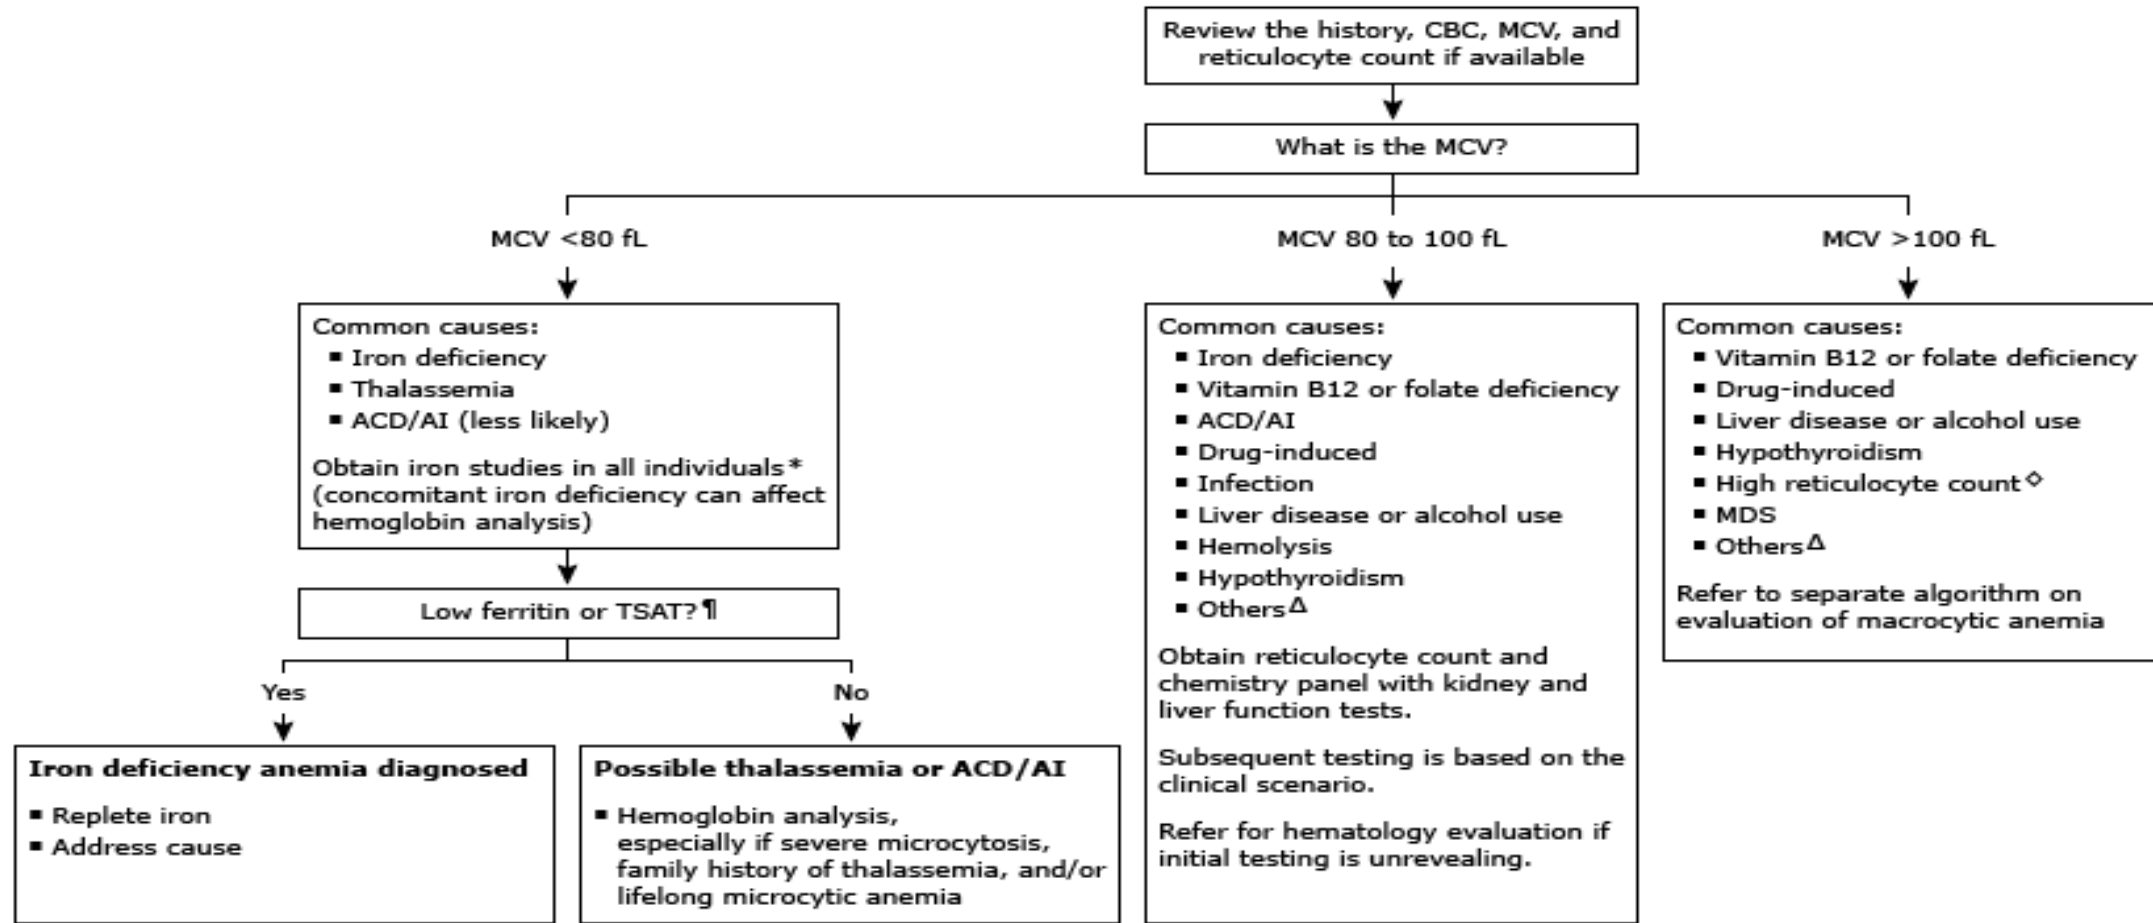 Review the history, CBC, MCV, and
reticulocyte count if available
What is the MCV?
MCV <80 fL
MCV 80 to 100 fL
MCV >100 fL
Common causes:
▪ Iron deficiency
▪ Thalassemia
▪ ACD/AI (less likely)
Obtain iron studies in all individuals*
(concomitant iron deficiency can affect
hemoglobin analysis)
Low ferritin or TSAT?¶
Yes
No
Iron deficiency anemia diagnosed
▪ Replete iron
▪ Address cause
Possible thalassemia or ACD/AI
▪ Hemoglobin analysis,
especially if severe microcytosis,
family history of thalassemia, and/or
lifelong microcytic anemia
Common causes:
▪ Iron deficiency
▪ Vitamin B12 or folate deficiency
▪ ACD/AI
▪ Drug-induced
▪ Infection
▪ Liver disease or alcohol use
▪ Hemolysis
▪ Hypothyroidism
▪ OthersΔ
Obtain reticulocyte count and
chemistry panel with kidney and
liver function tests.
Subsequent testing is based on the
clinical scenario.
Refer for hematology evaluation if
initial testing is unrevealing.
Common causes:
▪ Vitamin B12 or folate deficiency
▪ Drug-induced
▪ Liver disease or alcohol use
▪ Hypothyroidism
▪ High reticulocyte count◇
▪ MDS
▪ OthersΔ
Refer to separate algorithm on
evaluation of macrocytic anemia